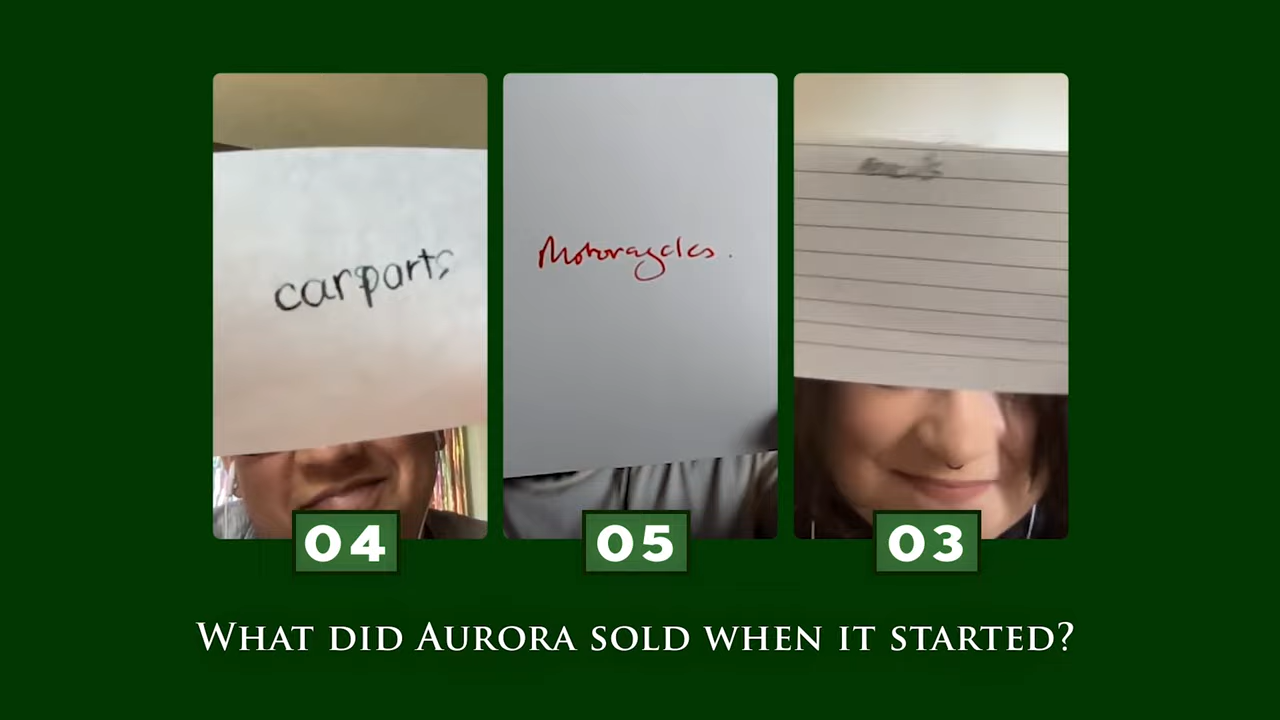 carparts
Motorcycles.
04
05
03
WHAT DID AURORA SOLD WHEN IT STARTED?